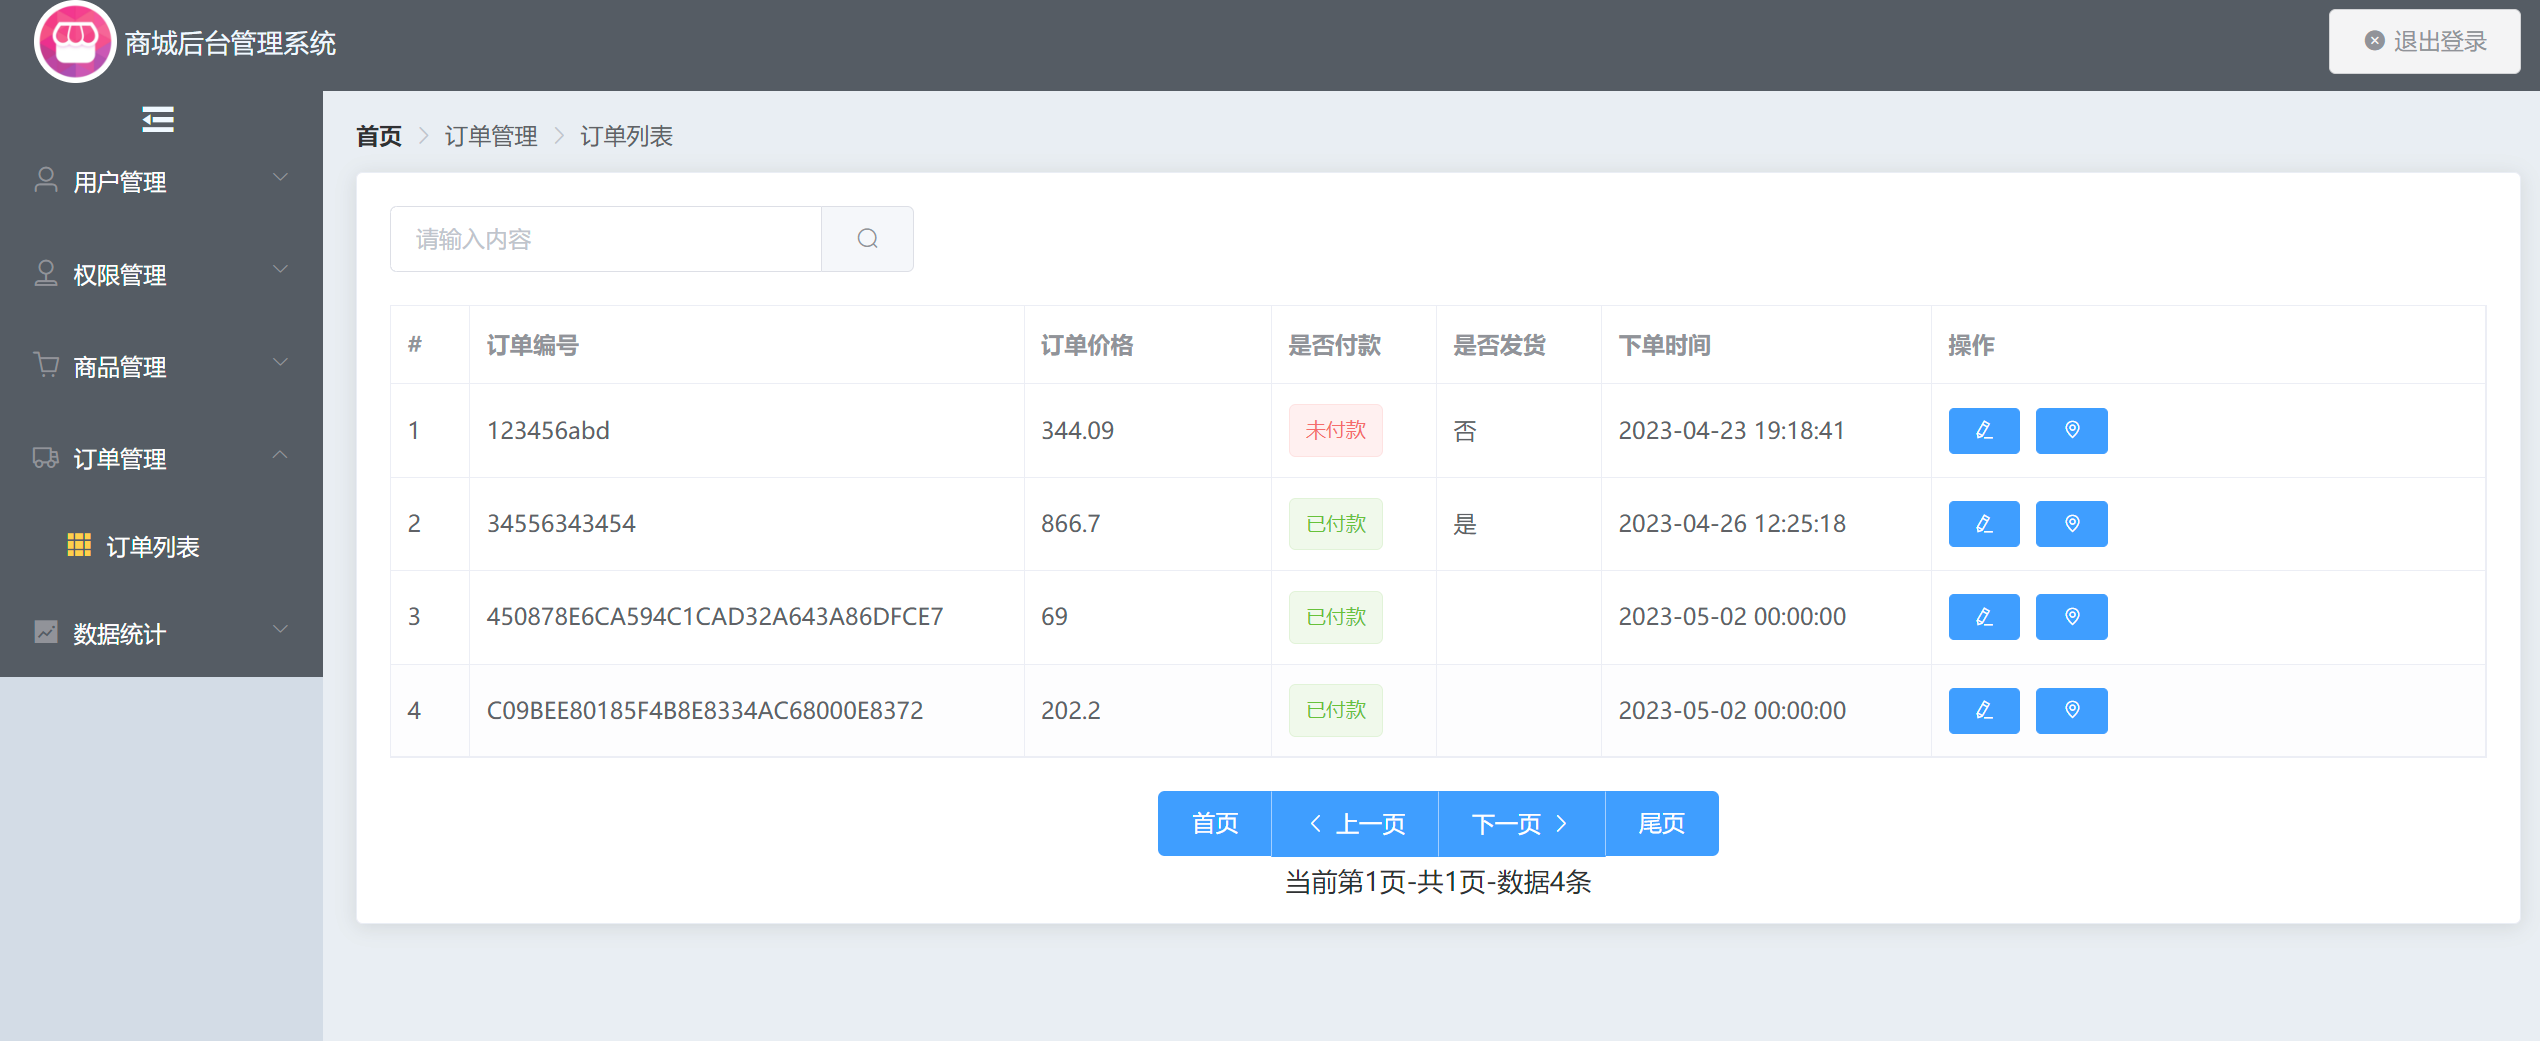 商城后台管理系统
退出登录
用户管理
权限管理
商品管理
订单管理
订单列表
数据统计
首页 订单管理 订单列表
请输入内容
# 订单编号 订单价格 是否付款 是否发货 下单时间 操作
1 123456abd 344.09 未付款 否 2023-04-23 19:18:41
2 34556343454 866.7 已付款 是 2023-04-26 12:25:18
3 450878E6CA594C1CAD32A643A86DFCE7 69 已付款 2023-05-02 00:00:00
4 C09BEE80185F4B8E8334AC68000E8372 202.2 已付款 2023-05-02 00:00:00
首页 上一页 下一页 尾页
当前第1页-共1页-数据4条